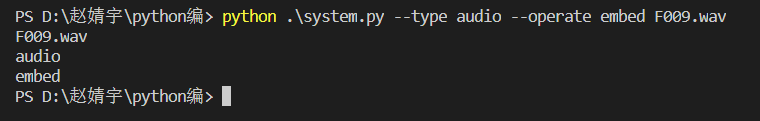 PS D:\赵婧宇\python编> python .\system.py --type audio --operate embed F009.wav
F009.wav
audio
embed
PS D:\赵婧宇\python编>